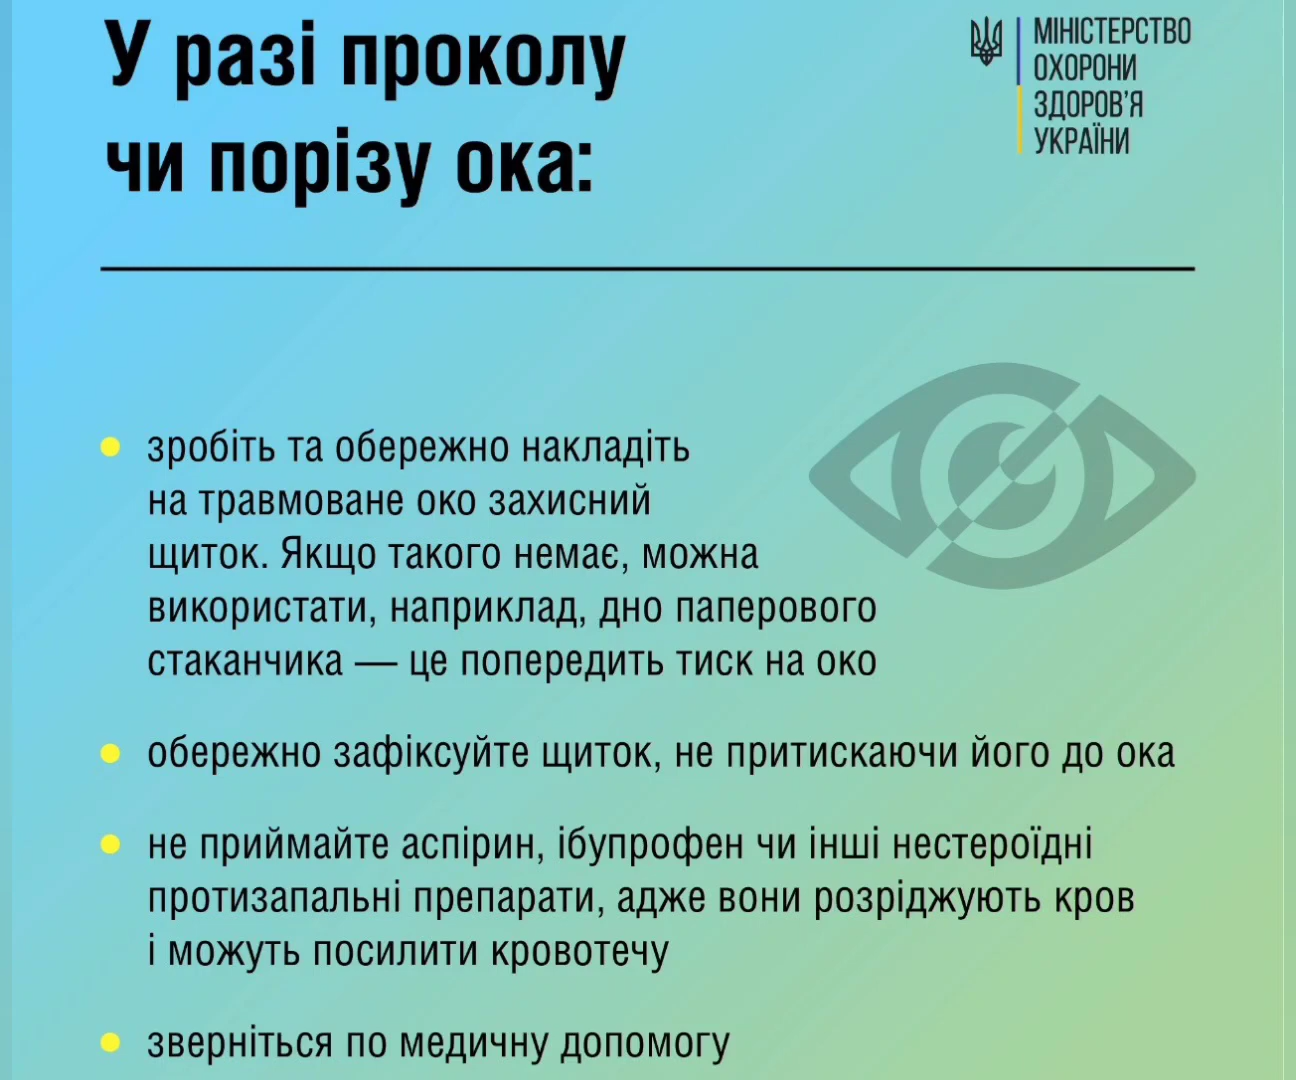 У разі проколу
чи порізу ока:
МІНІСТЕРСТВО
ОХОРОНИ
ЗДОРОВ’Я
УКРАЇНИ
зробіть та обережно накладіть
на травмоване око захисний
щиток. Якщо такого немає, можна
використати, наприклад, дно паперового
стаканчика — це попередить тиск на око
обережно зафіксуйте щиток, не притискаючи його до ока
не приймайте аспірин, ібупрофен чи інші нестероїдні
протизапальні препарати, адже вони розріджують кров
і можуть посилити кровотечу
зверніться по медичну допомогу